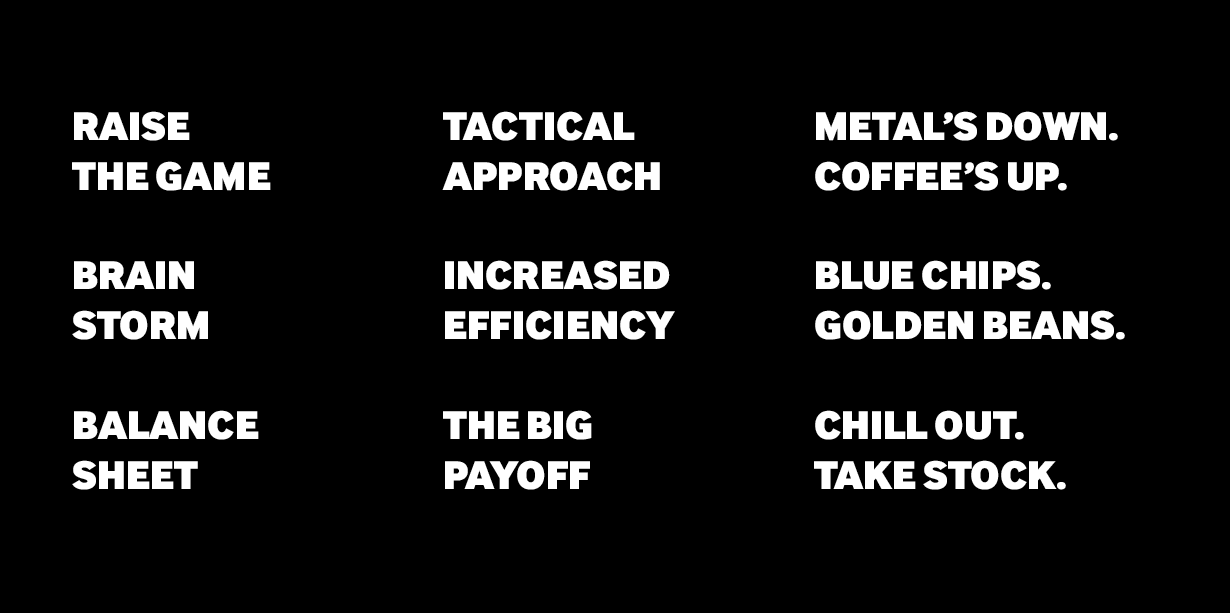 RAISE
THE GAME
BRAIN
STORM
BALANCE
SHEET
TACTICAL
APPROACH
INCREASED
EFFICIENCY
THE BIG
PAYOFF
METAL’S DOWN.
COFFEE’S UP.
BLUE CHIPS.
GOLDEN BEANS.
CHILL OUT.
TAKE STOCK.